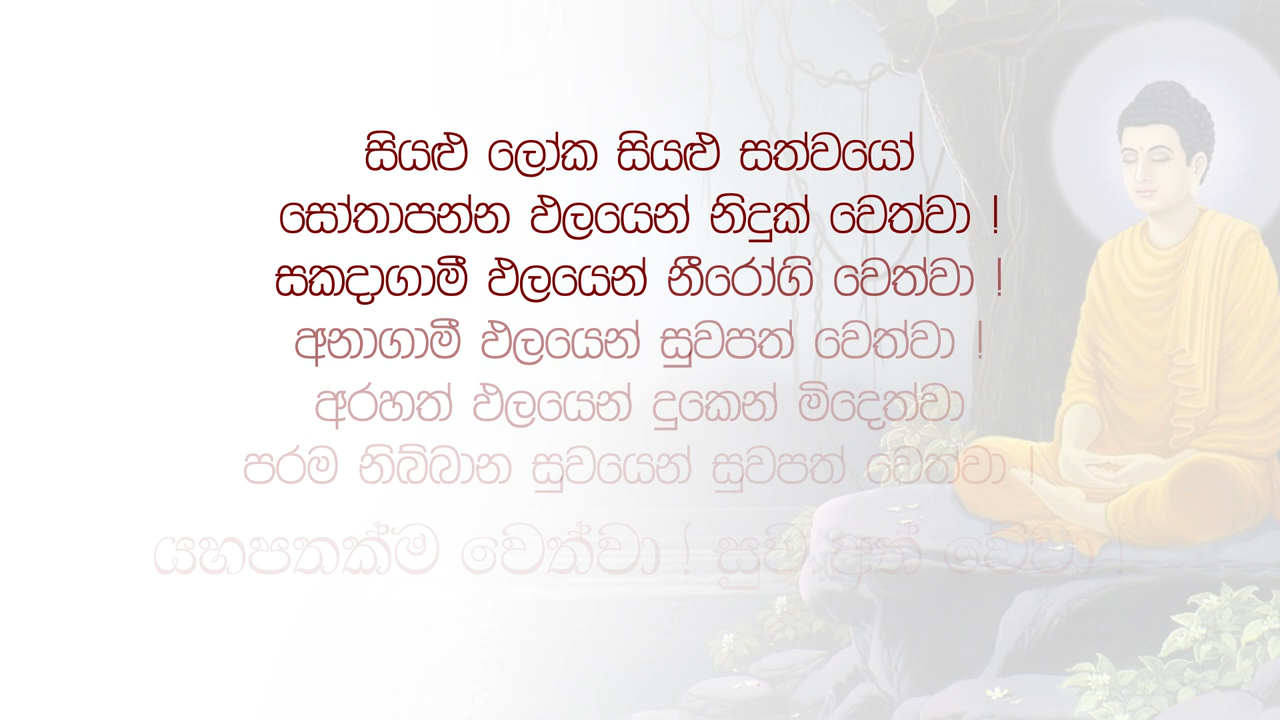 සියළු ලෝක සියළු සත්වයෝ
සෝතාපන්න ඵලයෙන් නිදුක් වෙත්වා !
සකදාගාමී ඵලයෙන් නීරෝගි වෙත්වා !
අනාගාමී ඵලයෙන් සුවපත් වෙත්වා !
අරහත් ඵලයෙන් දුකෙන් මිදෙත්වා
පරම නිබ්බාන සුවයෙන් සුවපත් වෙත්වා !
යහපතක්ම වෙත්වා !